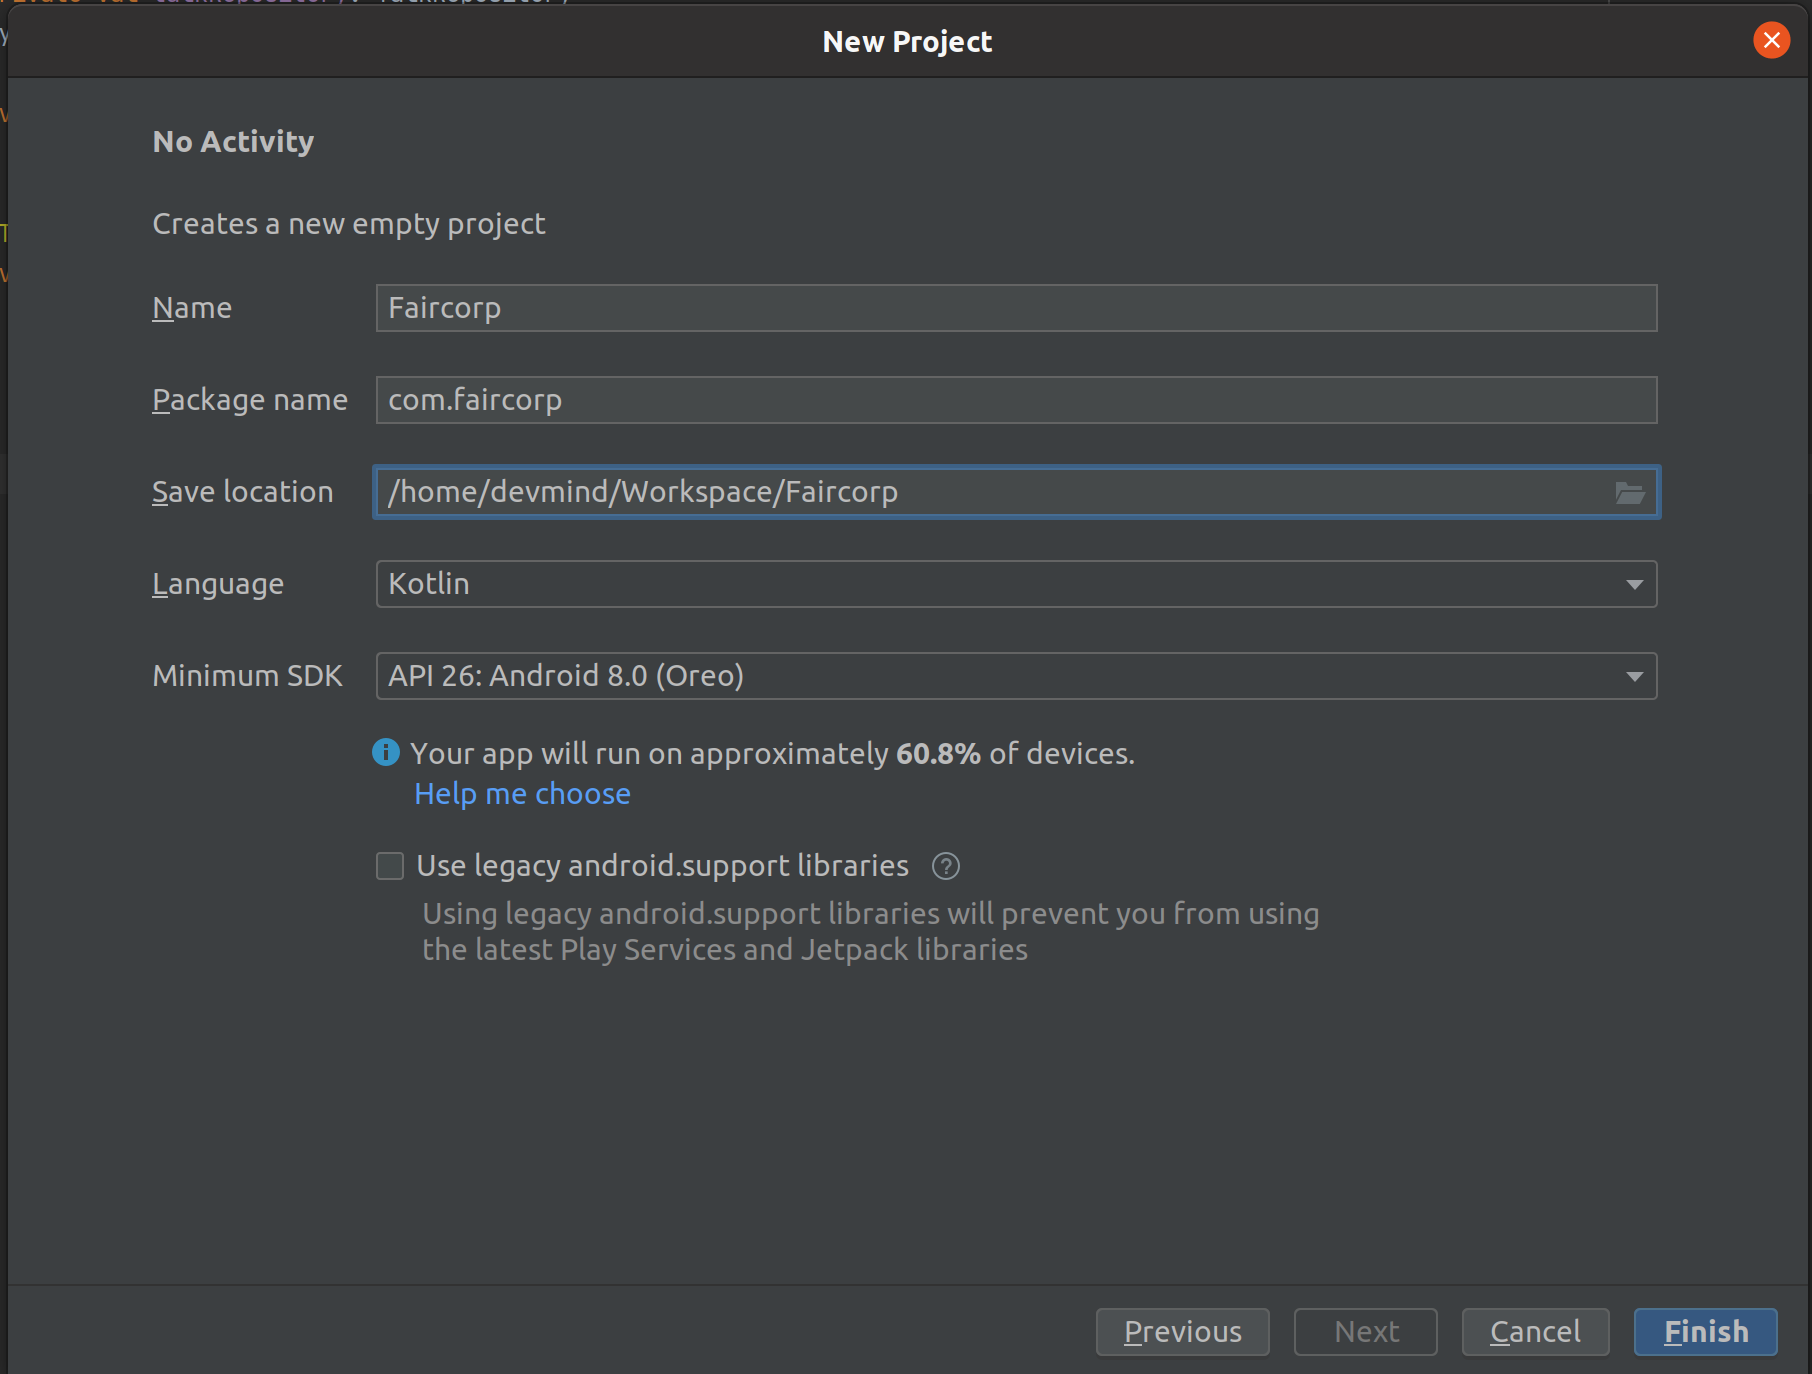 New Project
No Activity
Creates a new empty project
Name
Faircorp
Package name
com.faircorp
Save location
/home/devmind/Workspace/Faircorp
Language
Kotlin
Minimum SDK
API 26: Android 8.0 (Oreo)
Your app will run on approximately 60.8% of devices.
Help me choose
Use legacy android.support libraries
Using legacy android.support libraries will prevent you from using
the latest Play Services and Jetpack libraries
Previous
Next
Cancel
Finish